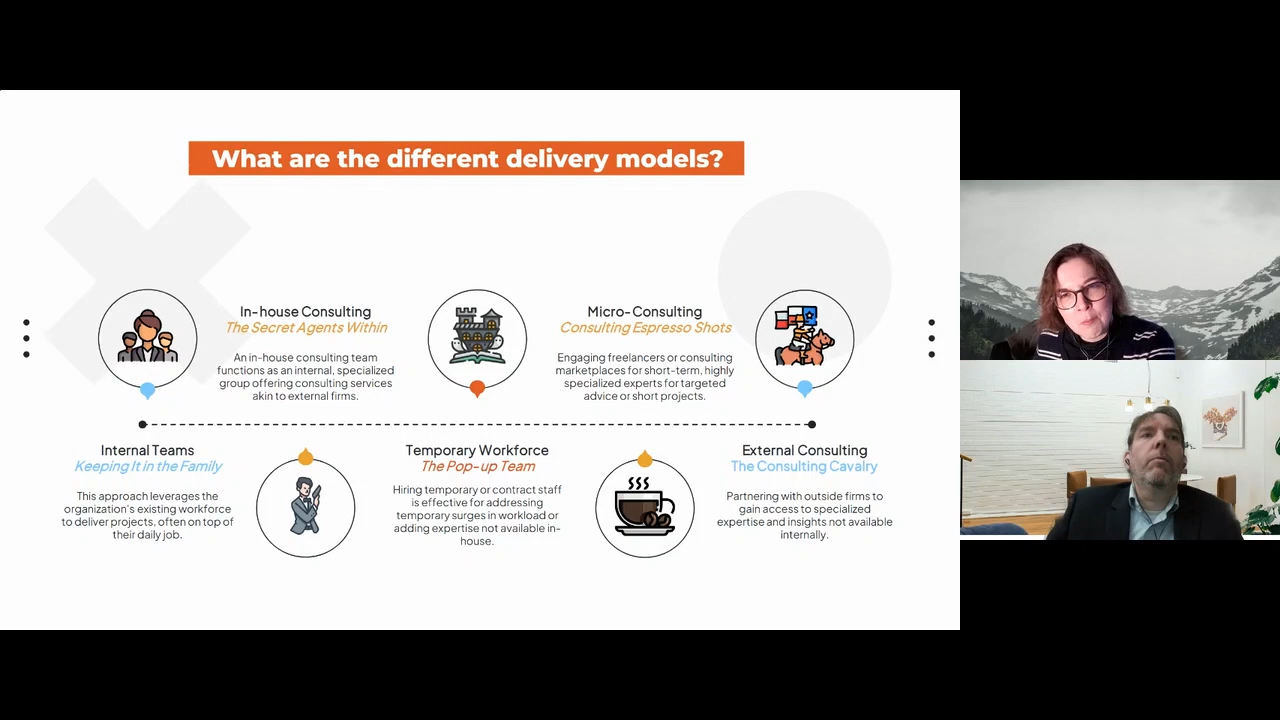 What are the different delivery models?
In-house Consulting
The Secret Agents Within
An in-house consulting team
functions as an internal, specialized
group offering consulting services
akin to external firms.
Micro-Consulting
Consulting Espresso Shots
Engaging freelancers or consulting
marketplaces for short-term, highly
specialized experts for targeted
advice or short projects.
Internal Teams
Keeping It in the Family
This approach leverages the
organization's existing workforce
to deliver projects, often on top of
their daily job.
Temporary Workforce
The Pop-up Team
Hiring temporary or contract staff
is effective for addressing
temporary surges in workload or
adding expertise not available in-
house.
External Consulting
The Consulting Cavalry
Partnering with outside firms to
gain access to specialized
expertise and insights not available
internally.